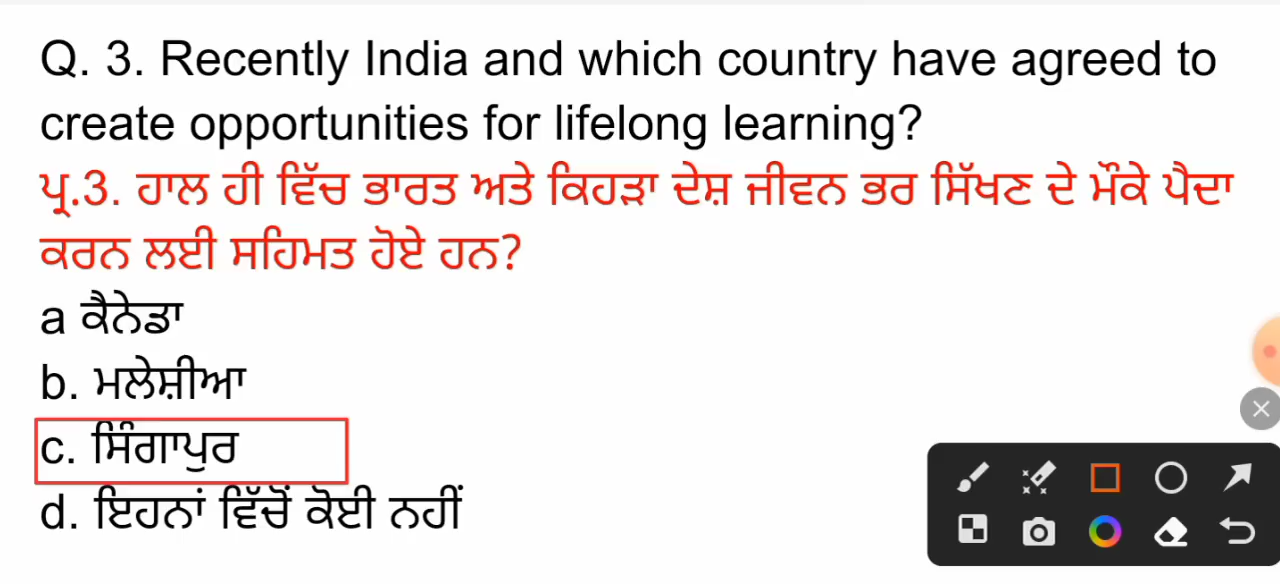 Q. 3. Recently India and which country have agreed to
create opportunities for lifelong learning?
ਪ੍ਰ.3. ਹਾਲ ਹੀ ਵਿੱਚ ਭਾਰਤ ਅਤੇ ਕਿਹੜਾ ਦੇਸ਼ ਜੀਵਨ ਭਰ ਸਿੱਖਣ ਦੇ ਮੌਕੇ ਪੈਦਾ
ਕਰਨ ਲਈ ਸਹਿਮਤ ਹੋਏ ਹਨ?
a ਕੈਨੇਡਾ
b. ਮਲੇਸ਼ੀਆ
c. ਸਿੰਗਾਪੁਰ
d. ਇਹਨਾਂ ਵਿੱਚੋਂ ਕੋਈ ਨਹੀਂ